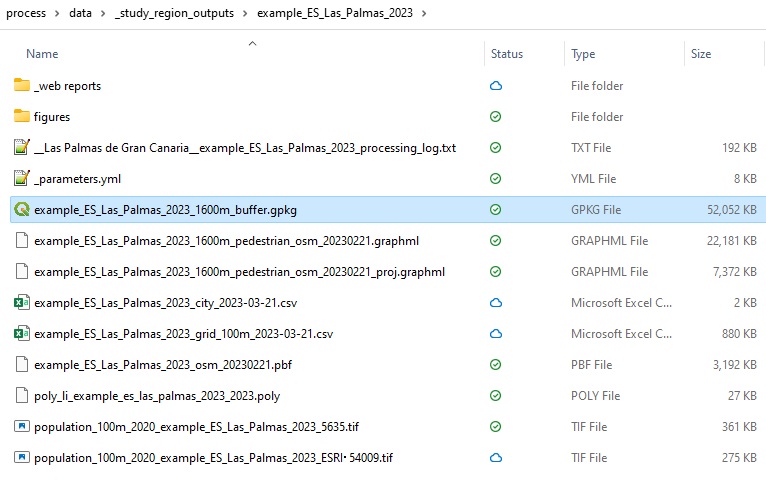 process > data > _study_region_outputs > example_ES_Las_Palmas_2023 >
Name Status Type Size
_web reports File folder
figures File folder
__Las Palmas de Gran Canaria__example_ES_Las_Palmas_2023_processing_log.txt TXT File 192 KB
_parameters.yml YML File 8 KB
example_ES_Las_Palmas_2023_1600m_buffer.gpkg GPKG File 52,052 KB
example_ES_Las_Palmas_2023_1600m_pedestrian_osm_20230221.graphml GRAPHML File 22,181 KB
example_ES_Las_Palmas_2023_1600m_pedestrian_osm_20230221_proj.graphml GRAPHML File 7,372 KB
example_ES_Las_Palmas_2023_city_2023-03-21.csv Microsoft Excel C... 2 KB
example_ES_Las_Palmas_2023_grid_100m_2023-03-21.csv Microsoft Excel C... 880 KB
example_ES_Las_Palmas_2023_osm_20230221.pbf PBF File 3,192 KB
poly_li_example_es_las_palmas_2023_2023.poly POLY File 27 KB
population_100m_2020_example_ES_Las_Palmas_2023_5635.tif TIF File 361 KB
population_100m_2020_example_ES_Las_Palmas_2023_ESRI·54009.tif TIF File 275 KB